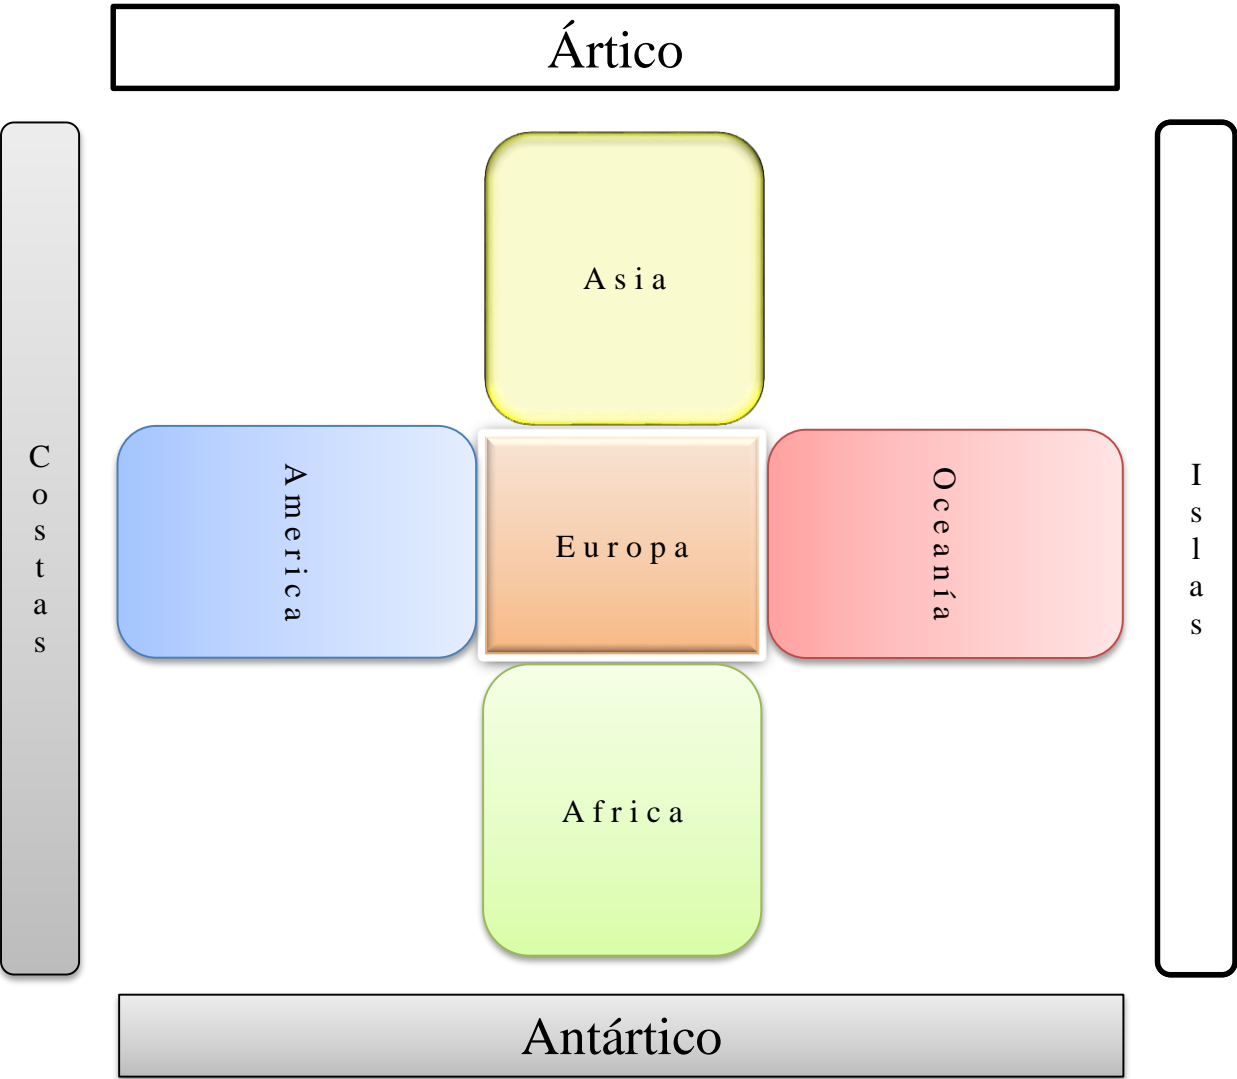 Ártico
Costas
Asia
America
Europa
Oceanía
Islas
Africa
Antártico